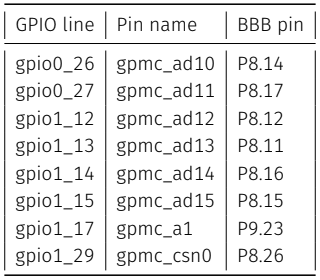 GPIO line Pin name BBB pin
gpio0_26 gpmc_ad10 P8.14
gpio0_27 gpmc_ad11 P8.17
gpio1_12 gpmc_ad12 P8.12
gpio1_13 gpmc_ad13 P8.11
gpio1_14 gpmc_ad14 P8.16
gpio1_15 gpmc_ad15 P8.15
gpio1_17 gpmc_a1 P9.23
gpio1_29 gpmc_csn0 P8.26